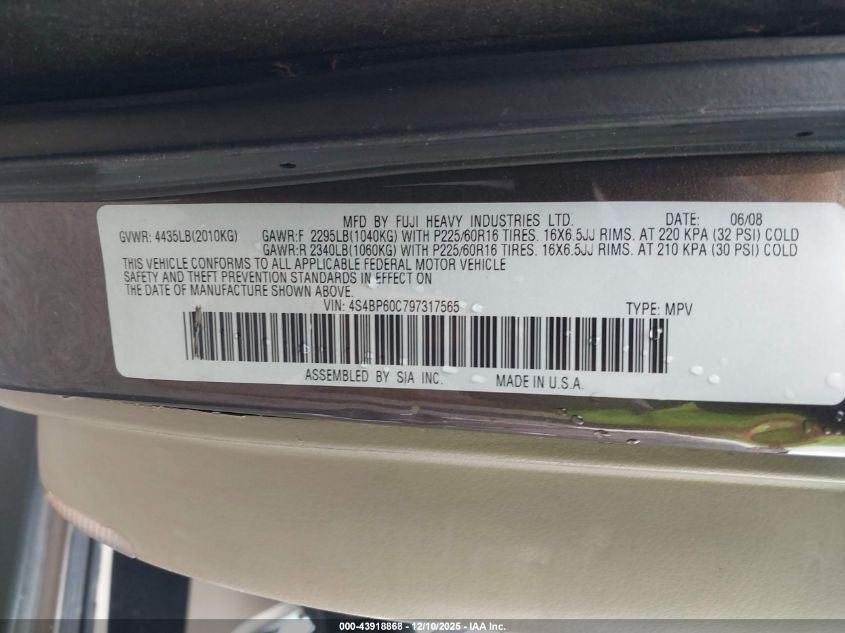 MFD BY FUJI HEAVY INDUSTRIES LTD. DATE: 06/08
GVWR: 4435LB(2010KG) GAWR:F 2295LB(1040KG) WITH P225/60R16 TIRES. 16X6.5JJ RIMS. AT 220 KPA (32 PSI) COLD
GAWR:R 2340LB(1060KG) WITH P225/60R16 TIRES. 16X6.5JJ RIMS. AT 210 KPA (30 PSI) COLD
THIS VEHICLE CONFORMS TO ALL APPLICABLE FEDERAL MOTOR VEHICLE
SAFETY AND THEFT PREVENTION STANDARDS IN EFFECT ON
THE DATE OF MANUFACTURE SHOWN ABOVE.
VIN: 4S4BP60C797317565 TYPE: MPV
ASSEMBLED BY SIA INC. MADE IN U.S.A.
000-43918868 - 12/10/2025 - IAA Inc.